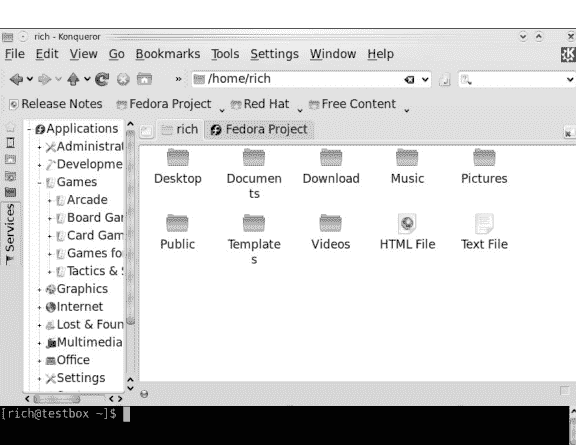 rich - Konqueror
File Edit View Go Bookmarks Tools Settings Window Help
» /home/rich
Release Notes Fedora Project Red Hat Free Content
rich Fedora Project
Services
Applications
Administrat
Developme
Games
Arcade
Board Gar
Card Gam
Games fo
Tactics & S
Graphics
Internet
Lost & Foun
Multimedia
Office
Settings
Desktop Documen
ts Download Music Pictures
Public Template
s Videos HTML File Text File
[rich@testbox ~]$